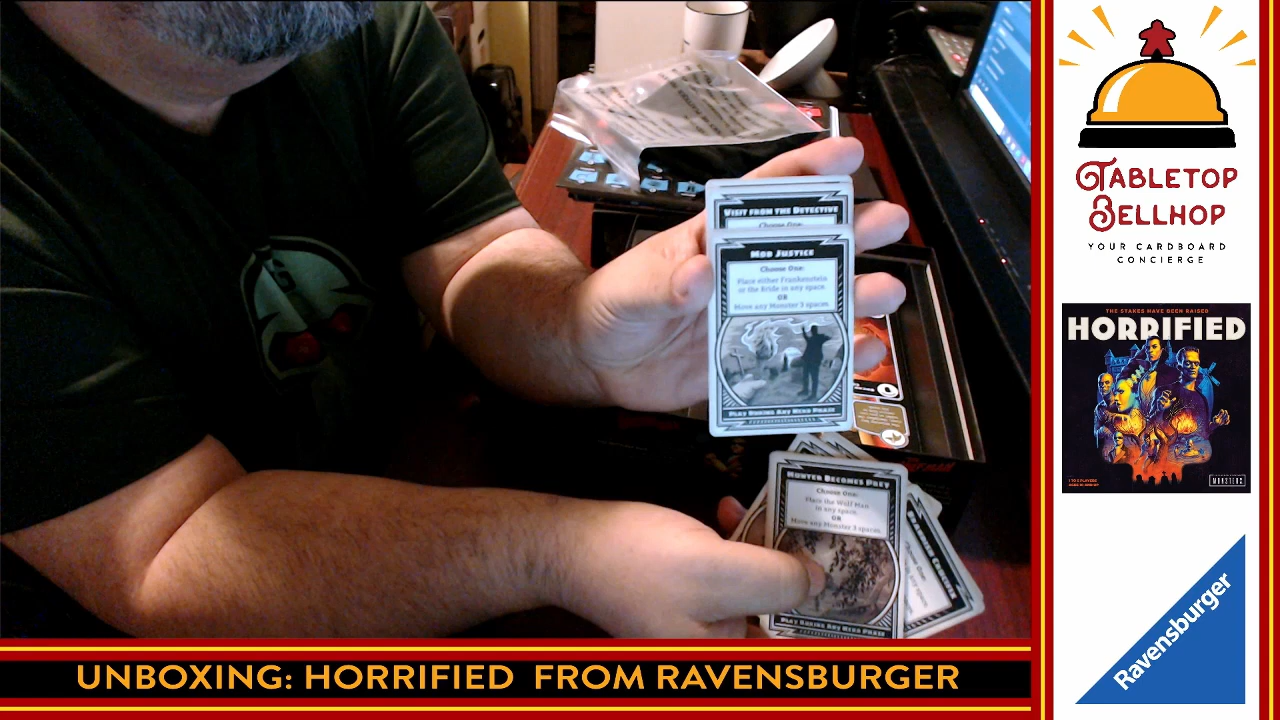 VISIT FROM THE DETECTIVE
Choose One:
MOB JUSTICE
Choose One:
Place either Frankenstein
or the Bride in any space.
OR
Move any Monster 3 spaces.
PLAY DURING ANY HERO PHASE
HUNTER BECOMES PREY
Choose One:
Place the Wolf Man
in any space.
OR
Move any Monster 3 spaces.
PLAY DURING ANY HERO PHASE
TABLETOP
BELLHOP
YOUR CARDBOARD
CONCIERGE
THE STAKES HAVE BEEN RAISED
HORRIFIED
MONSTERS
Ravensburger
UNBOXING: HORRIFIED FROM RAVENSBURGER